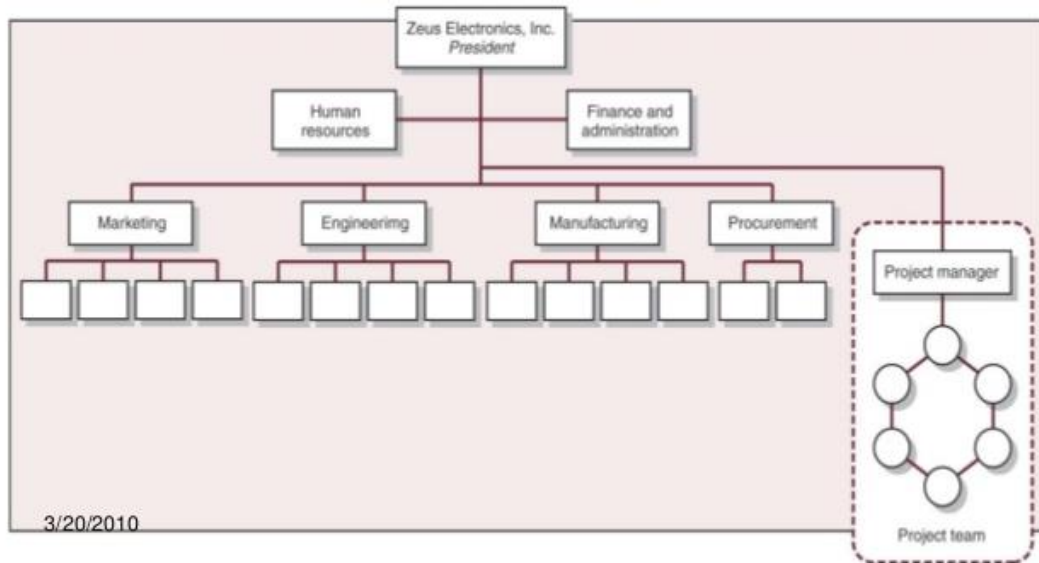 Zeus Electronics, Inc.
President
Human
resources
Finance and
administration
Marketing
Engineerimg
Manufacturing
Procurement
Project manager
Project team
3/20/2010